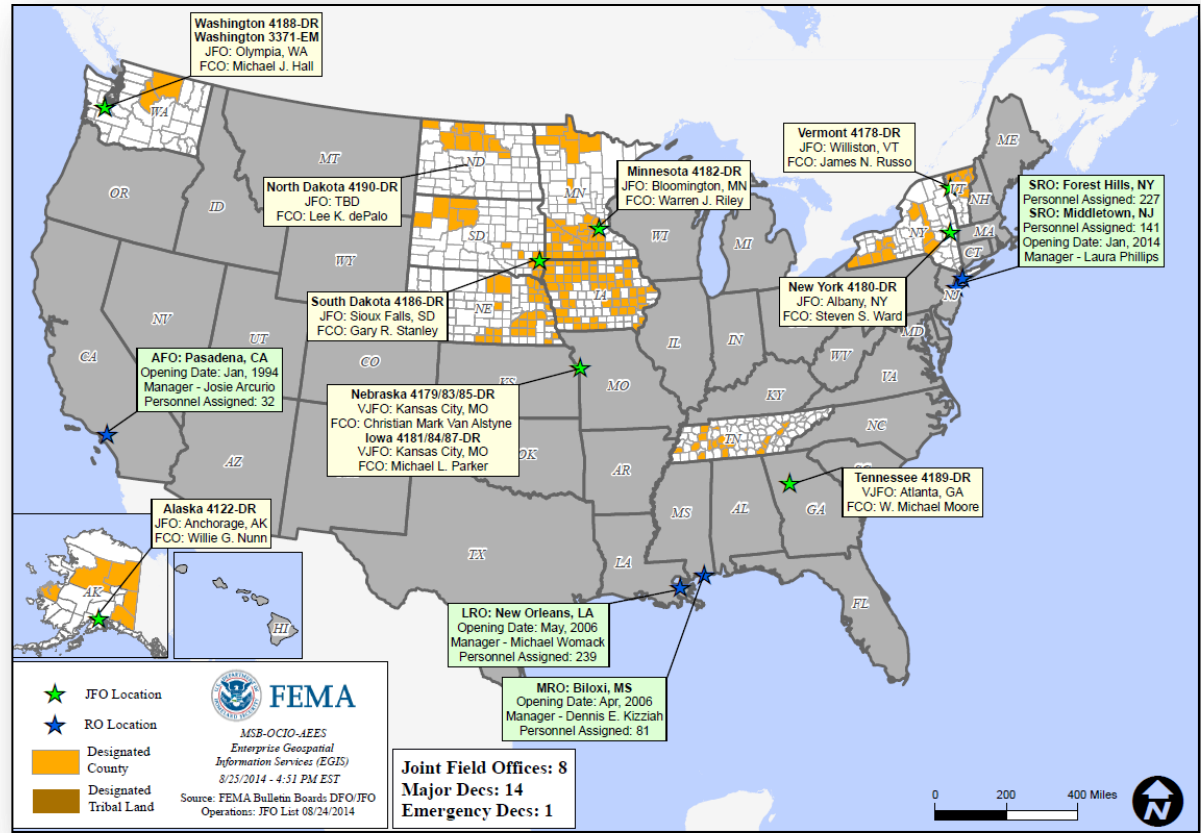 Washington 4188-DR
Washington 3371-EM
JFO: Olympia, WA
FCO: Michael J. Hall
Vermont 4178-DR
JFO: Williston, VT
FCO: James N. Russo
Minnesota 4182-DR
JFO: Bloomington, MN
FCO: Warren J. Riley
SRO: Forest Hills, NY
Personnel Assigned: 227
SRO: Middletown, NJ
Personnel Assigned: 141
Opening Date: Jan, 2014
Manager - Laura Phillips
North Dakota 4190-DR
JFO: TBD
FCO: Lee K. dePalo
New York 4180-DR
JFO: Albany, NY
FCO: Steven S. Ward
South Dakota 4186-DR
JFO: Sioux Falls, SD
FCO: Gary R. Stanley
AFO: Pasadena, CA
Opening Date: Jan, 1994
Manager - Josie Arcurio
Personnel Assigned: 32
Nebraska 4179/83/85-DR
VJFO: Kansas City, MO
FCO: Christian Mark Van Alstyne
Iowa 4181/84/87-DR
VJFO: Kansas City, MO
FCO: Michael L. Parker
Tennessee 4189-DR
VJFO: Atlanta, GA
FCO: W. Michael Moore
Alaska 4122-DR
JFO: Anchorage, AK
FCO: Willie G. Nunn
LRO: New Orleans, LA
Opening Date: May, 2006
Manager - Michael Womack
Personnel Assigned: 239
MRO: Biloxi, MS
Opening Date: Apr, 2006
Manager - Dennis E. Kizziah
Personnel Assigned: 81
WA
MT
ND
MN
ME
OR
ID
SD
WI
MI
VT
NH
NY
MA
CT
WY
IA
NE
NJ
NV
UT
CO
IL
IN
MD
WV
VA
CA
KS
MO
KY
NC
TN
AZ
OK
AR
MS
AL
GA
TX
LA
FL
AK
HI
JFO Location
RO Location
Designated
County
Designated
Tribal Land
FEMA
MSB-OCIO-AEES
Enterprise Geospatial
Information Services (EGIS)
8/25/2014 - 4:51 PM EST
Source: FEMA Bulletin Boards DFO/JFO
Operations: JFO List 08/24/2014
Joint Field Offices: 8
Major Decs: 14
Emergency Decs: 1
0 200 400 Miles
N